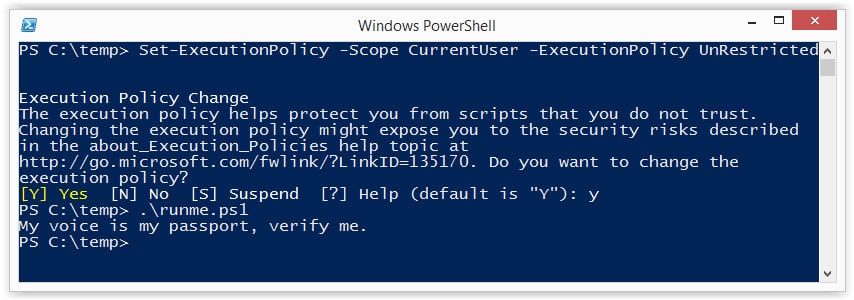 Windows PowerShell
PS C:\temp> Set-ExecutionPolicy -Scope CurrentUser -ExecutionPolicy UnRestricted
Execution Policy Change
The execution policy helps protect you from scripts that you do not trust.
Changing the execution policy might expose you to the security risks described
in the about_Execution_Policies help topic at
http://go.microsoft.com/fwlink/?LinkID=135170. Do you want to change the
execution policy?
[Y] Yes  [N] No  [S] Suspend  [?] Help (default is "Y"): y
PS C:\temp> .\runme.ps1
My voice is my passport, verify me.
PS C:\temp>